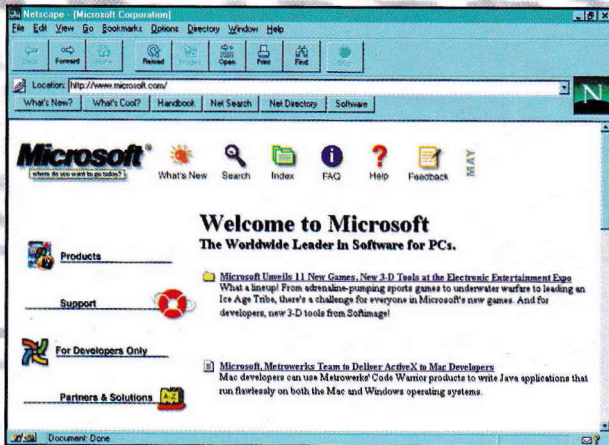 Netscape - [Microsoft Corporation]
File Edit View Go Bookmarks Options Directory Window Help
Back Forward Home Reload Images Open Print Find Stop
Location: http://www.microsoft.com/
What's New? What's Cool? Handbook Net Search Net Directory Software
N
Microsoft®
where do you want to go today?
What's New Search Index FAQ Help Feedback
MAY
Welcome to Microsoft
The Worldwide Leader in Software for PCs.
Products
Support
For Developers Only
Partners & Solutions
Microsoft Unveils 11 New Games, New 3-D Tools at the Electronic Entertainment Expo
What a lineup! From adrenaline-pumping sports games to underwater warfare to leading an
Ice Age Tribe, there's a challenge for everyone in Microsoft's new games. And for
developers, new 3-D tools from Softimage!
Microsoft, Metrowerks Team to Deliver ActiveX to Mac Developers
Mac developers can use Metrowerks' Code Warrior products to write Java applications that
run flawlessly on both the Mac and Windows operating systems.
Document: Done